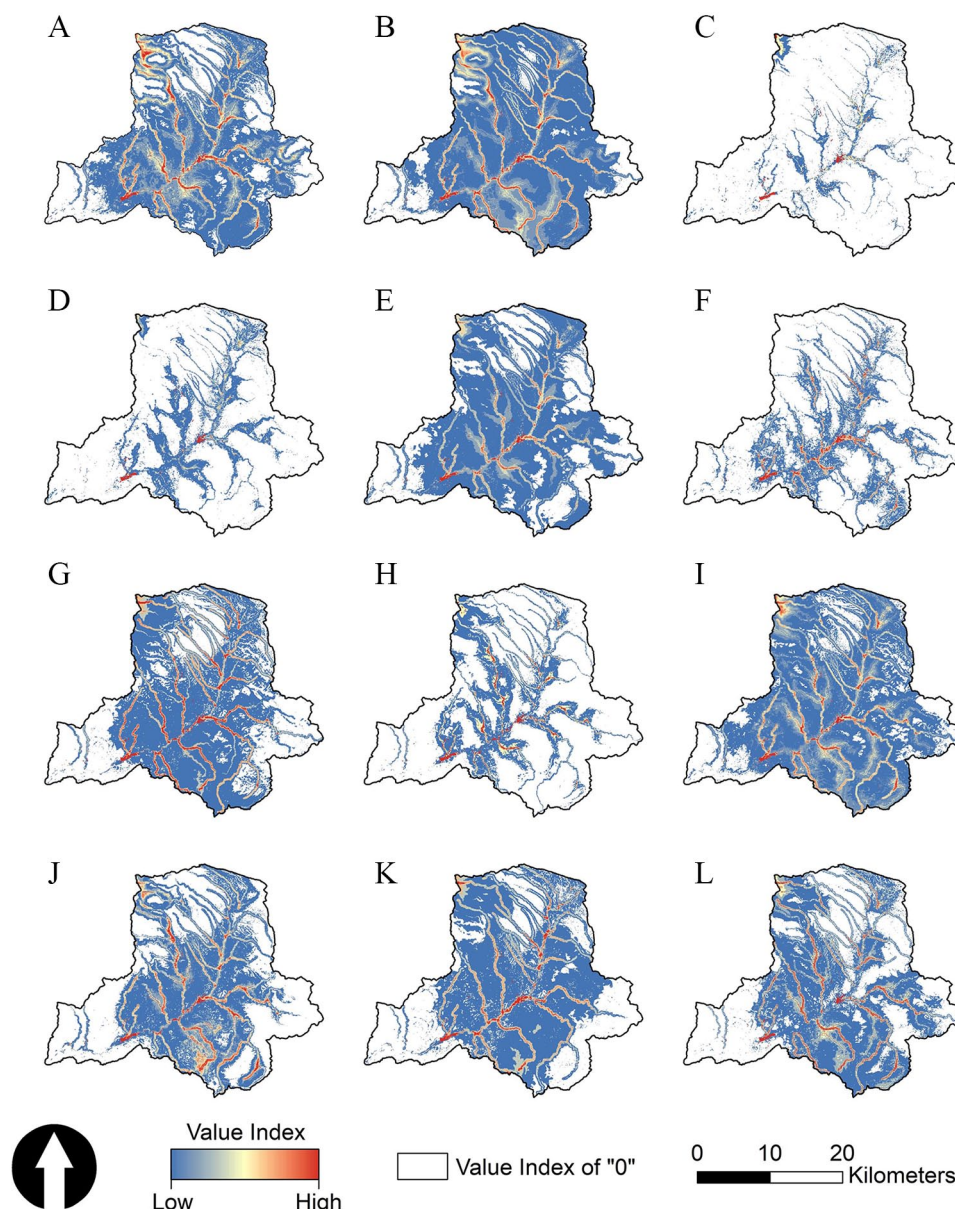 A B C
D E F
G H I
J K L
Value Index
Low High
Value Index of "0"
0 10 20
Kilometers